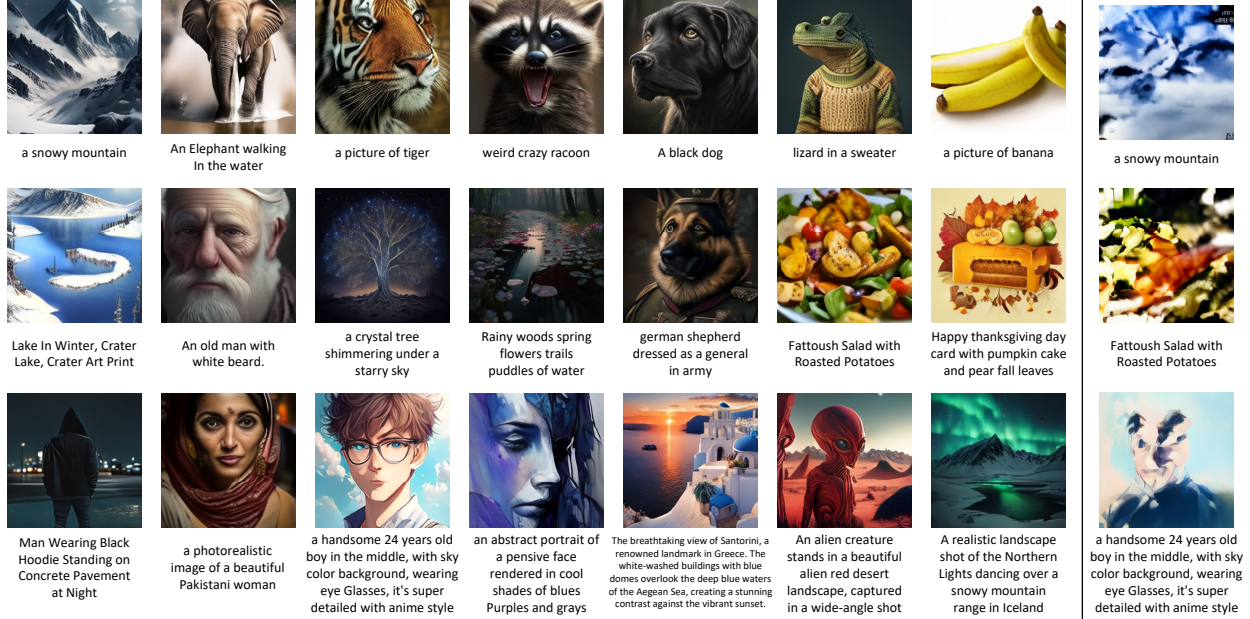 a snowy mountain
An Elephant walking
In the water
a picture of tiger
weird crazy racoon
A black dog
lizard in a sweater
a picture of banana
a snowy mountain
Lake In Winter, Crater
Lake, Crater Art Print
An old man with
white beard.
a crystal tree
shimmering under a
starry sky
Rainy woods spring
flowers trails
puddles of water
german shepherd
dressed as a general
in army
Fattoush Salad with
Roasted Potatoes
Happy thanksgiving day
card with pumpkin cake
and pear fall leaves
Fattoush Salad with
Roasted Potatoes
Man Wearing Black
Hoodie Standing on
Concrete Pavement
at Night
a photorealistic
image of a beautiful
Pakistani woman
a handsome 24 years old
boy in the middle, with sky
color background, wearing
eye Glasses, it's super
detailed with anime style
an abstract portrait of
a pensive face
rendered in cool
shades of blues
Purples and grays
The breathtaking view of Santorini, a
renowned landmark in Greece. The
white-washed buildings with blue
domes overlook the deep blue waters
of the Aegean Sea, creating a stunning
contrast against the vibrant sunset.
An alien creature
stands in a beautiful
alien red desert
landscape, captured
in a wide-angle shot
A realistic landscape
shot of the Northern
Lights dancing over a
snowy mountain
range in Iceland
a handsome 24 years old
boy in the middle, with sky
color background, wearing
eye Glasses, it's super
detailed with anime style